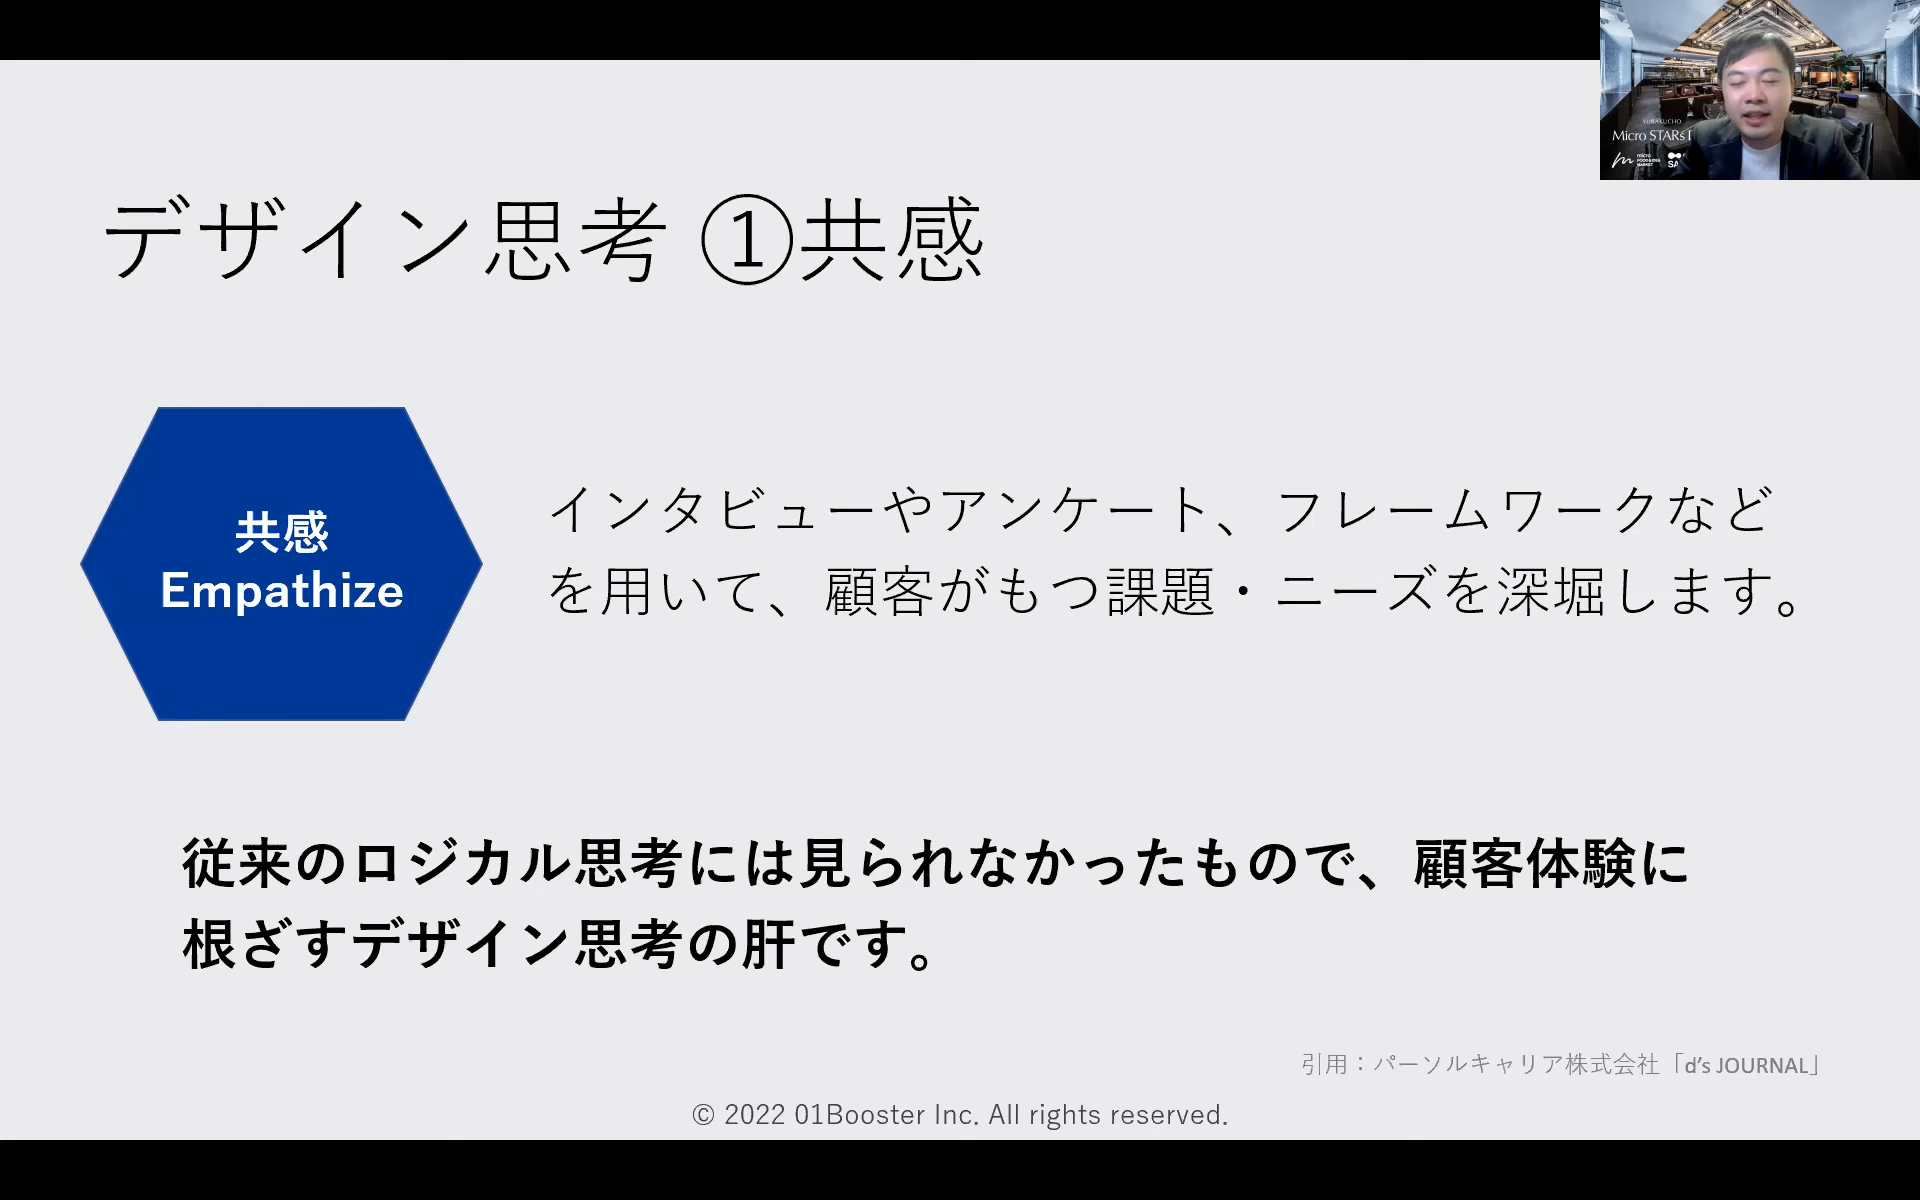 YURAKUCHO
Micro STARs
micro
FOOD&IDEA
MARKET
SA
デザイン思考 ①共感
共感
Empathize
インタビューやアンケート、フレームワークなど
を用いて、顧客がもつ課題・ニーズを深堀します。
従来のロジカル思考には見られなかったもので、顧客体験に
根ざすデザイン思考の肝です。
引用：パーソルキャリア株式会社「d’s JOURNAL」
© 2022 01Booster Inc. All rights reserved.